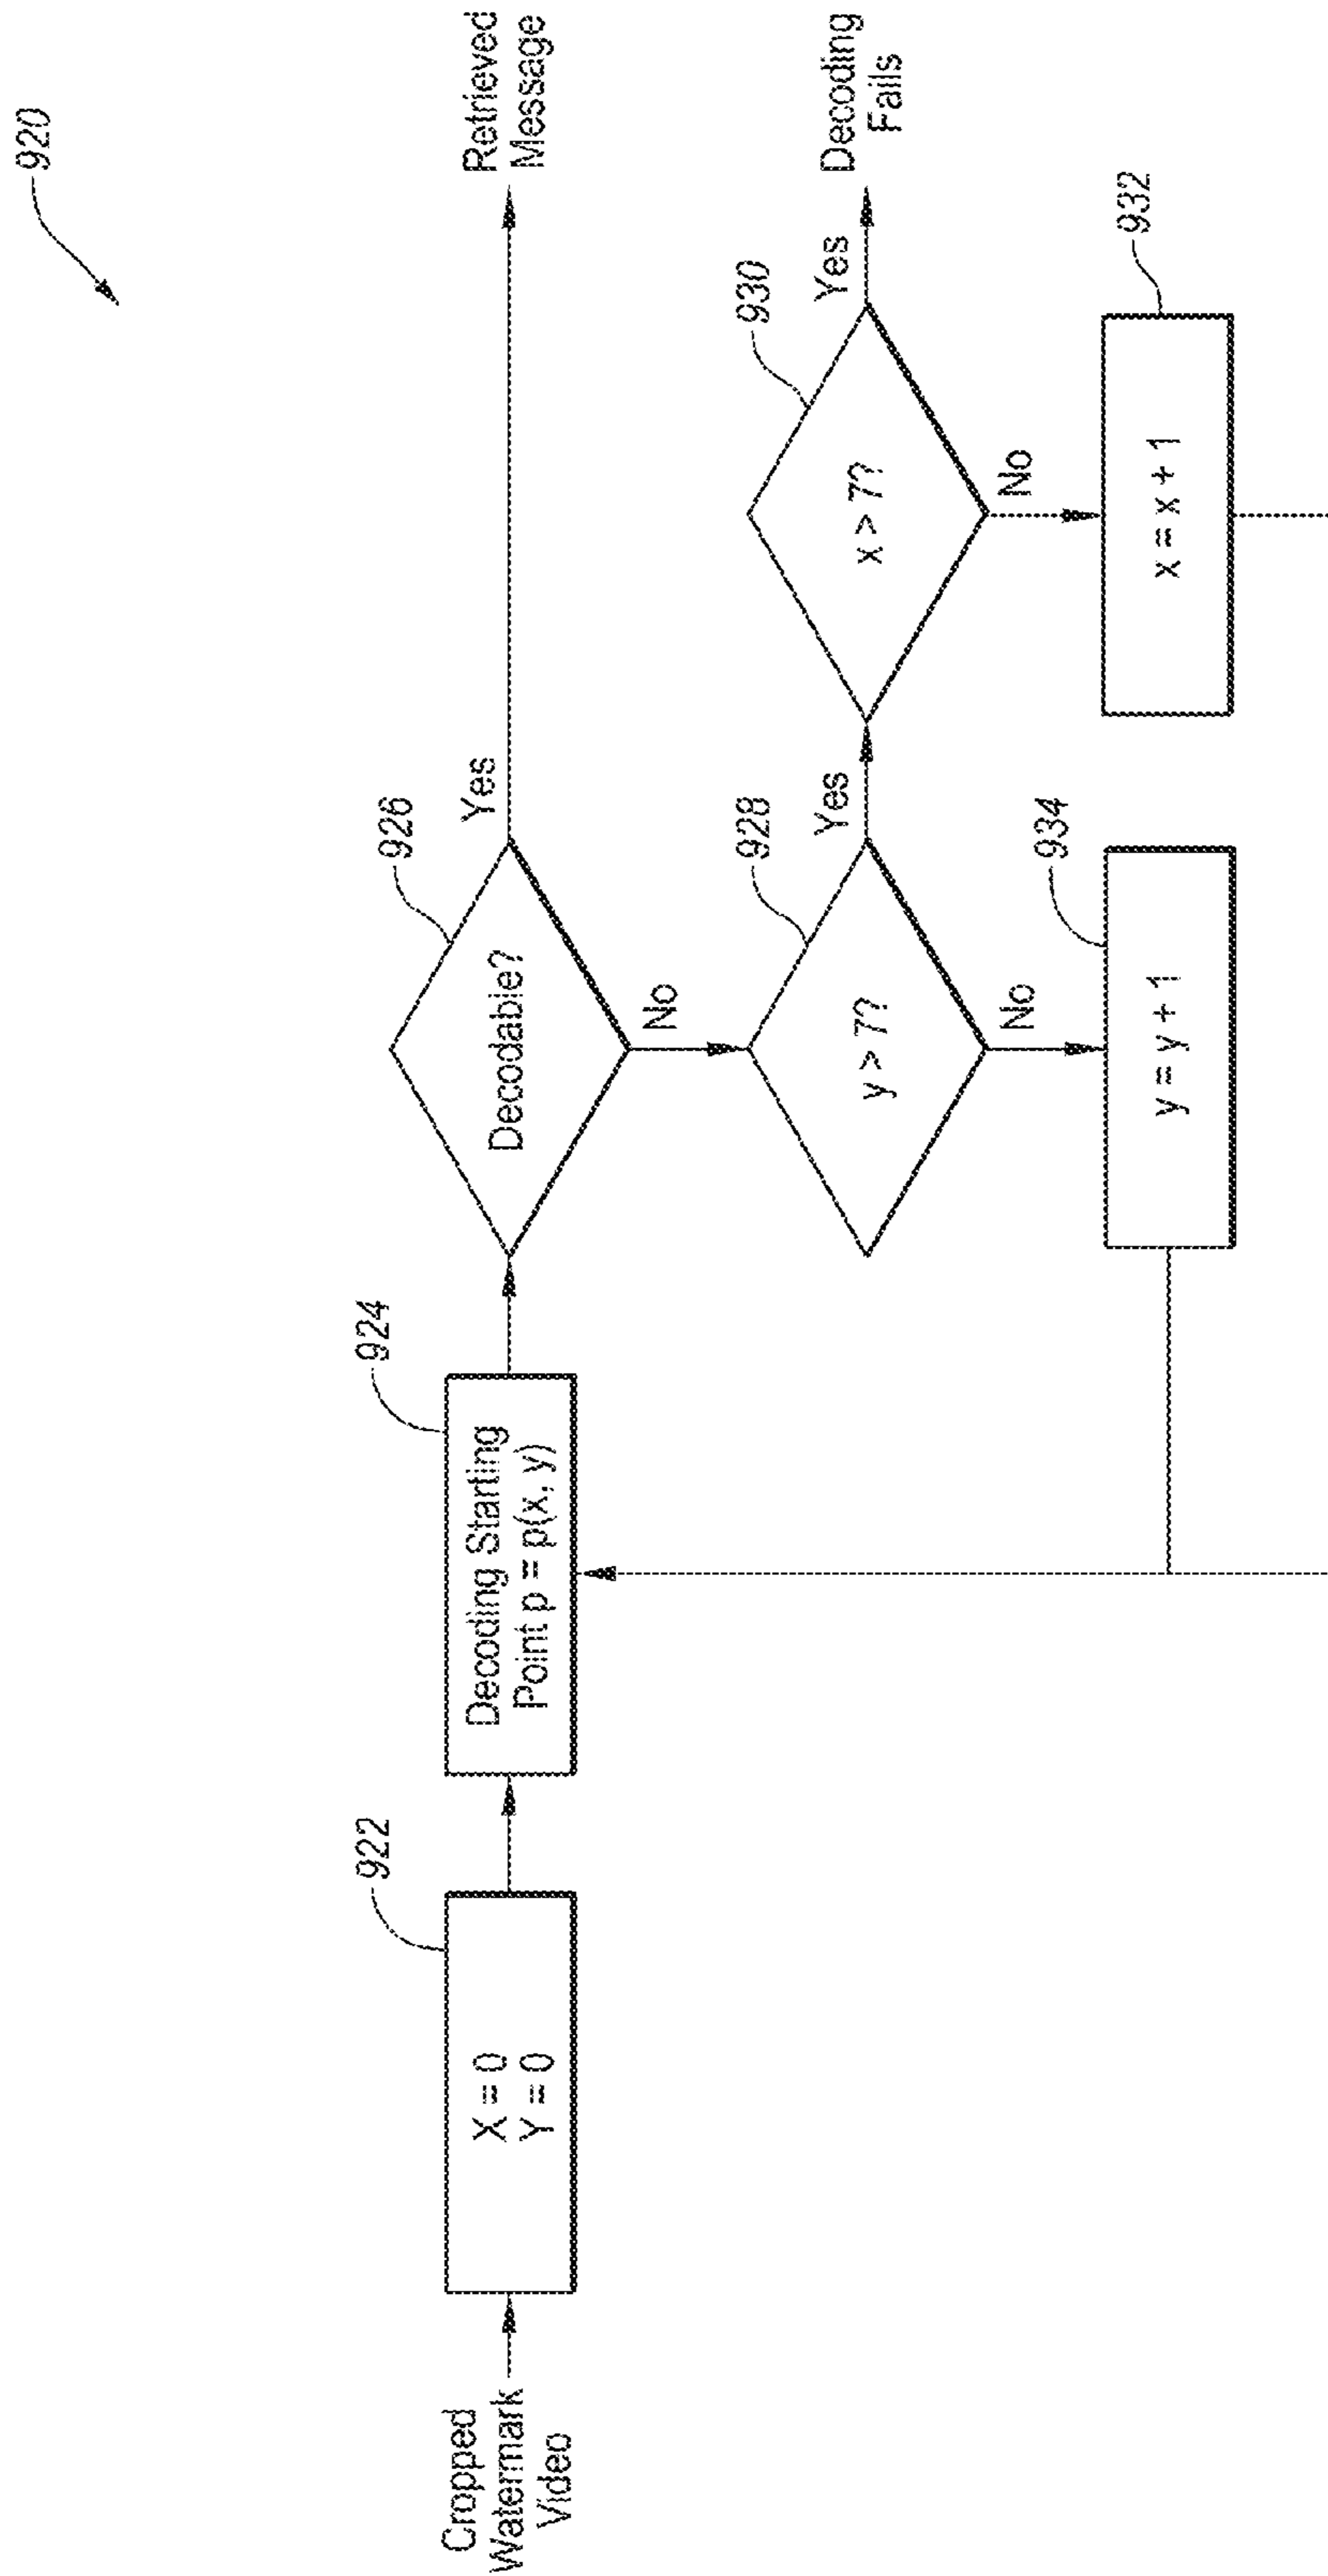 920
Cropped
Watermark
Video
922
X = 0
Y = 0
924
Decoding Starting
Point p = p(x, y)
926
Decodable?
Yes
Retrieved
Message
No
928
y > 7?
Yes
930
x > 7?
Yes
Decoding
Fails
No
934
y = y + 1
No
932
x = x + 1